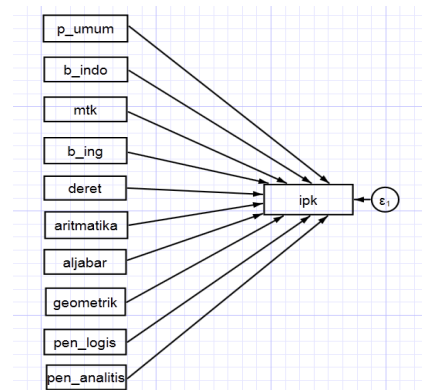 p_umum
b_indo
mtk
b_ing
deret
aritmatika
aljabar
geometrik
pen_logis
pen_analitis
ipk
ε₁